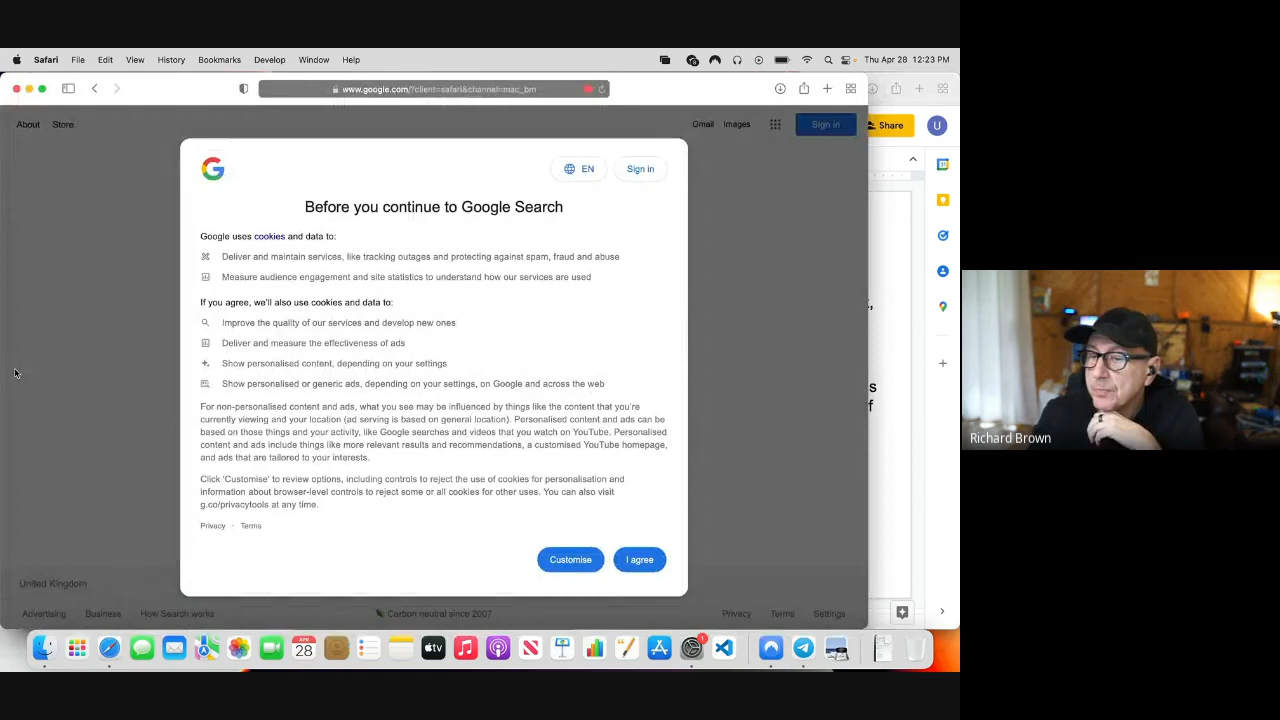 Safari File Edit View History Bookmarks Develop Window Help Thu Apr 28 12:23 PM
www.google.com/?client=safari&channel=mac_bm
About Store Gmail Images Sign in Share U
EN Sign in
Before you continue to Google Search
Google uses cookies and data to:
Deliver and maintain services, like tracking outages and protecting against spam, fraud and abuse
Measure audience engagement and site statistics to understand how our services are used
If you agree, we'll also use cookies and data to:
Improve the quality of our services and develop new ones
Deliver and measure the effectiveness of ads
Show personalised content, depending on your settings
Show personalised or generic ads, depending on your settings, on Google and across the web
For non-personalised content and ads, what you see may be influenced by things like the content that you're
currently viewing and your location (ad serving is based on general location). Personalised content and ads can be
based on those things and your activity, like Google searches and videos that you watch on YouTube. Personalised
content and ads include things like more relevant results and recommendations, a customised YouTube homepage,
and ads that are tailored to your interests.
Click 'Customise' to review options, including controls to reject the use of cookies for personalisation and
information about browser-level controls to reject some or all cookies for other uses. You can also visit
g.co/privacytools at any time.
Privacy · Terms
Customise I agree
United Kingdom
Advertising Business How Search works Carbon neutral since 2007 Privacy Terms Settings
APR
28
tv
1
Richard Brown